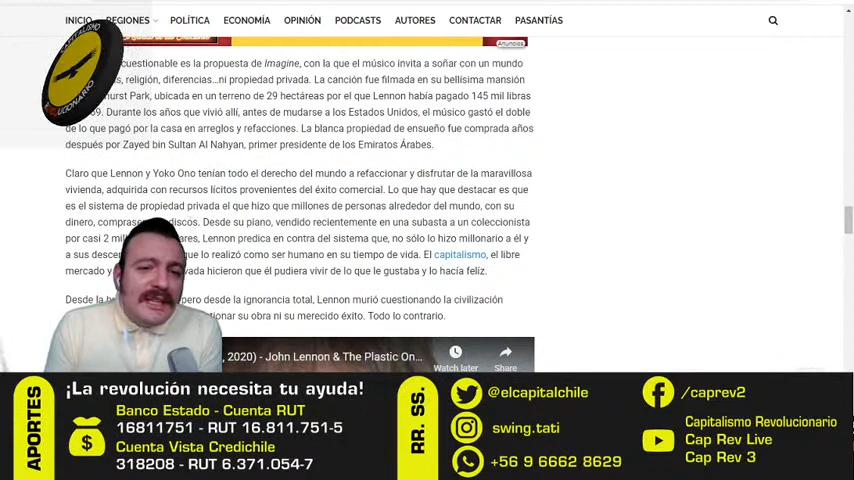 INICIO REGIONES POLÍTICA ECONOMÍA OPINIÓN PODCASTS AUTORES CONTACTAR PASANTÍAS
Anuncios
cuestionable es la propuesta de Imagine, con la que el músico invita a soñar con un mundo
religión, diferencias…ni propiedad privada. La canción fue filmada en su bellísima mansión
hurst Park, ubicada en un terreno de 29 hectáreas por el que Lennon había pagado 145 mil libras
Durante los años que vivió allí, antes de mudarse a los Estados Unidos, el músico gastó el doble
de lo que pagó por la casa en arreglos y refacciones. La blanca propiedad de ensueño fue comprada años
después por Zayed bin Sultan Al Nahyan, primer presidente de los Emiratos Árabes.
Claro que Lennon y Yoko Ono tenían todo el derecho del mundo a refaccionar y disfrutar de la maravillosa
vivienda, adquirida con recursos lícitos provenientes del éxito comercial. Lo que hay que destacar es que
es el sistema de propiedad privada el que hizo que millones de personas alrededor del mundo, con su
dinero, discos. Desde su piano, vendido recientemente en una subasta a un coleccionista
por casi 2 Lennon predica en contra del sistema que, no sólo lo hizo millonario a él y
a sus que lo realizó como ser humano en su tiempo de vida. El capitalismo, el libre
mercado y hicieron que él pudiera vivir de lo que le gustaba y lo hacía feliz.
Desde la pero desde la ignorancia total, Lennon murió cuestionando la civilización
su obra ni su merecido éxito. Todo lo contrario.
2020) - John Lennon & The Plastic On...
Watch later Share
CAPITALISMO
APORTES
¡La revolución necesita tu ayuda!
Banco Estado - Cuenta RUT
16811751 - RUT 16.811.751-5
Cuenta Vista Credichile
318208 - RUT 6.371.054-7
RR. SS.
@elcapitalchile
swing.tati
+56 9 6662 8629
/caprev2
Capitalismo Revolucionario
Cap Rev Live
Cap Rev 3